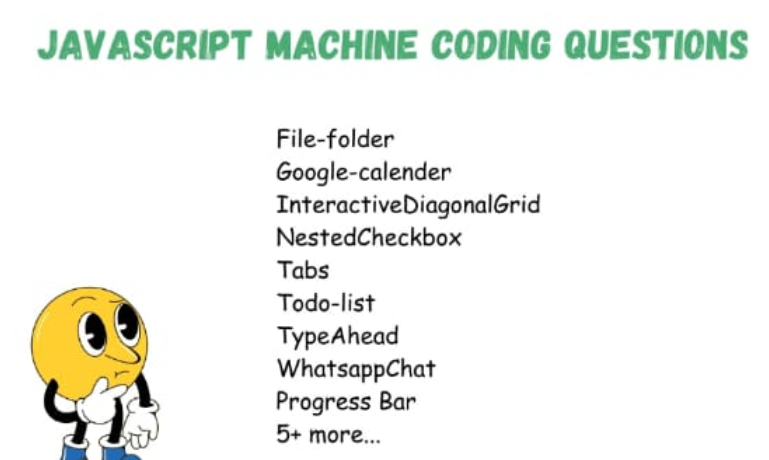 JAVASCRIPT MACHINE CODING QUESTIONS
File-folder
Google-calender
InteractiveDiagonalGrid
NestedCheckbox
Tabs
Todo-list
TypeAhead
WhatsappChat
Progress Bar
5+ more...